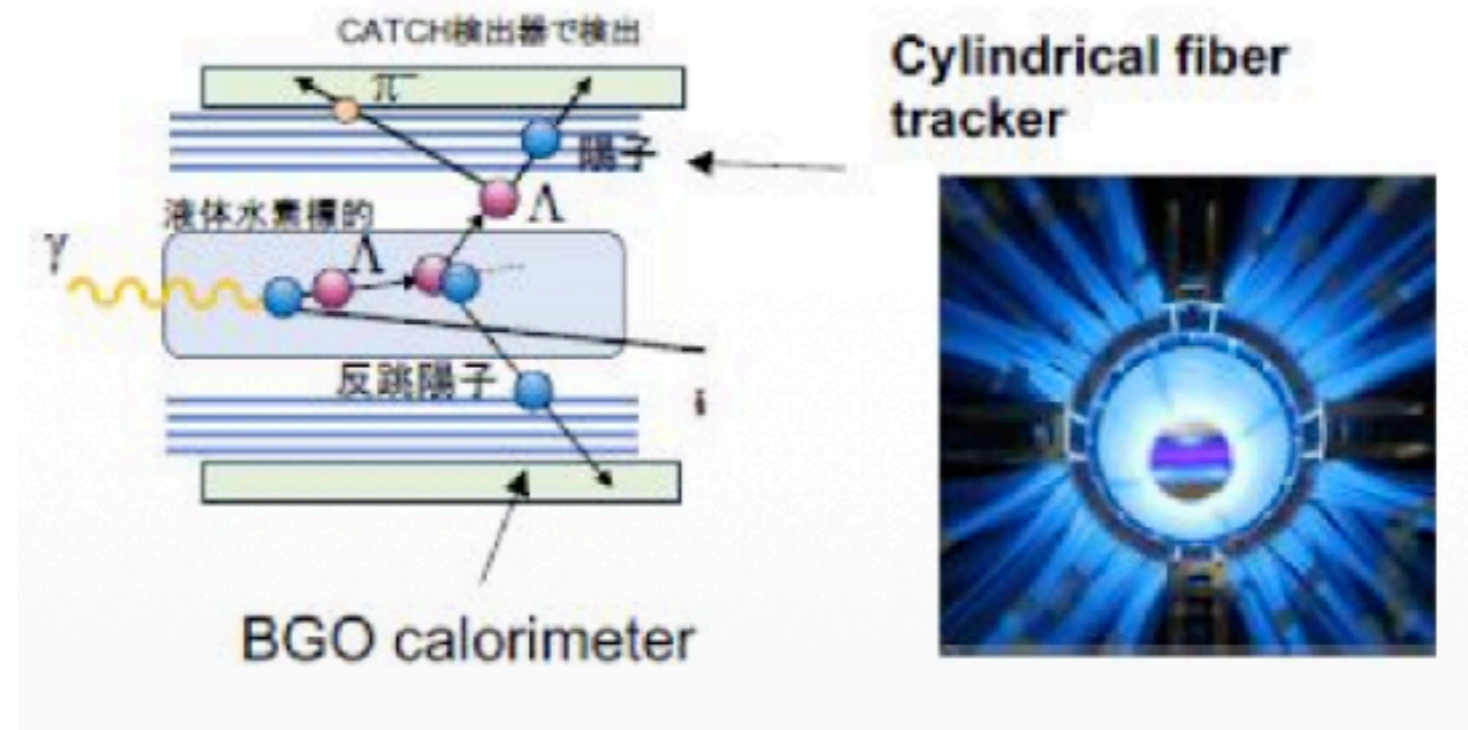 CATCH検出器で検出
π⁻
陽子
Λ
液体水素標的
γ
Λ
反跳陽子
BGO calorimeter
Cylindrical fiber
tracker